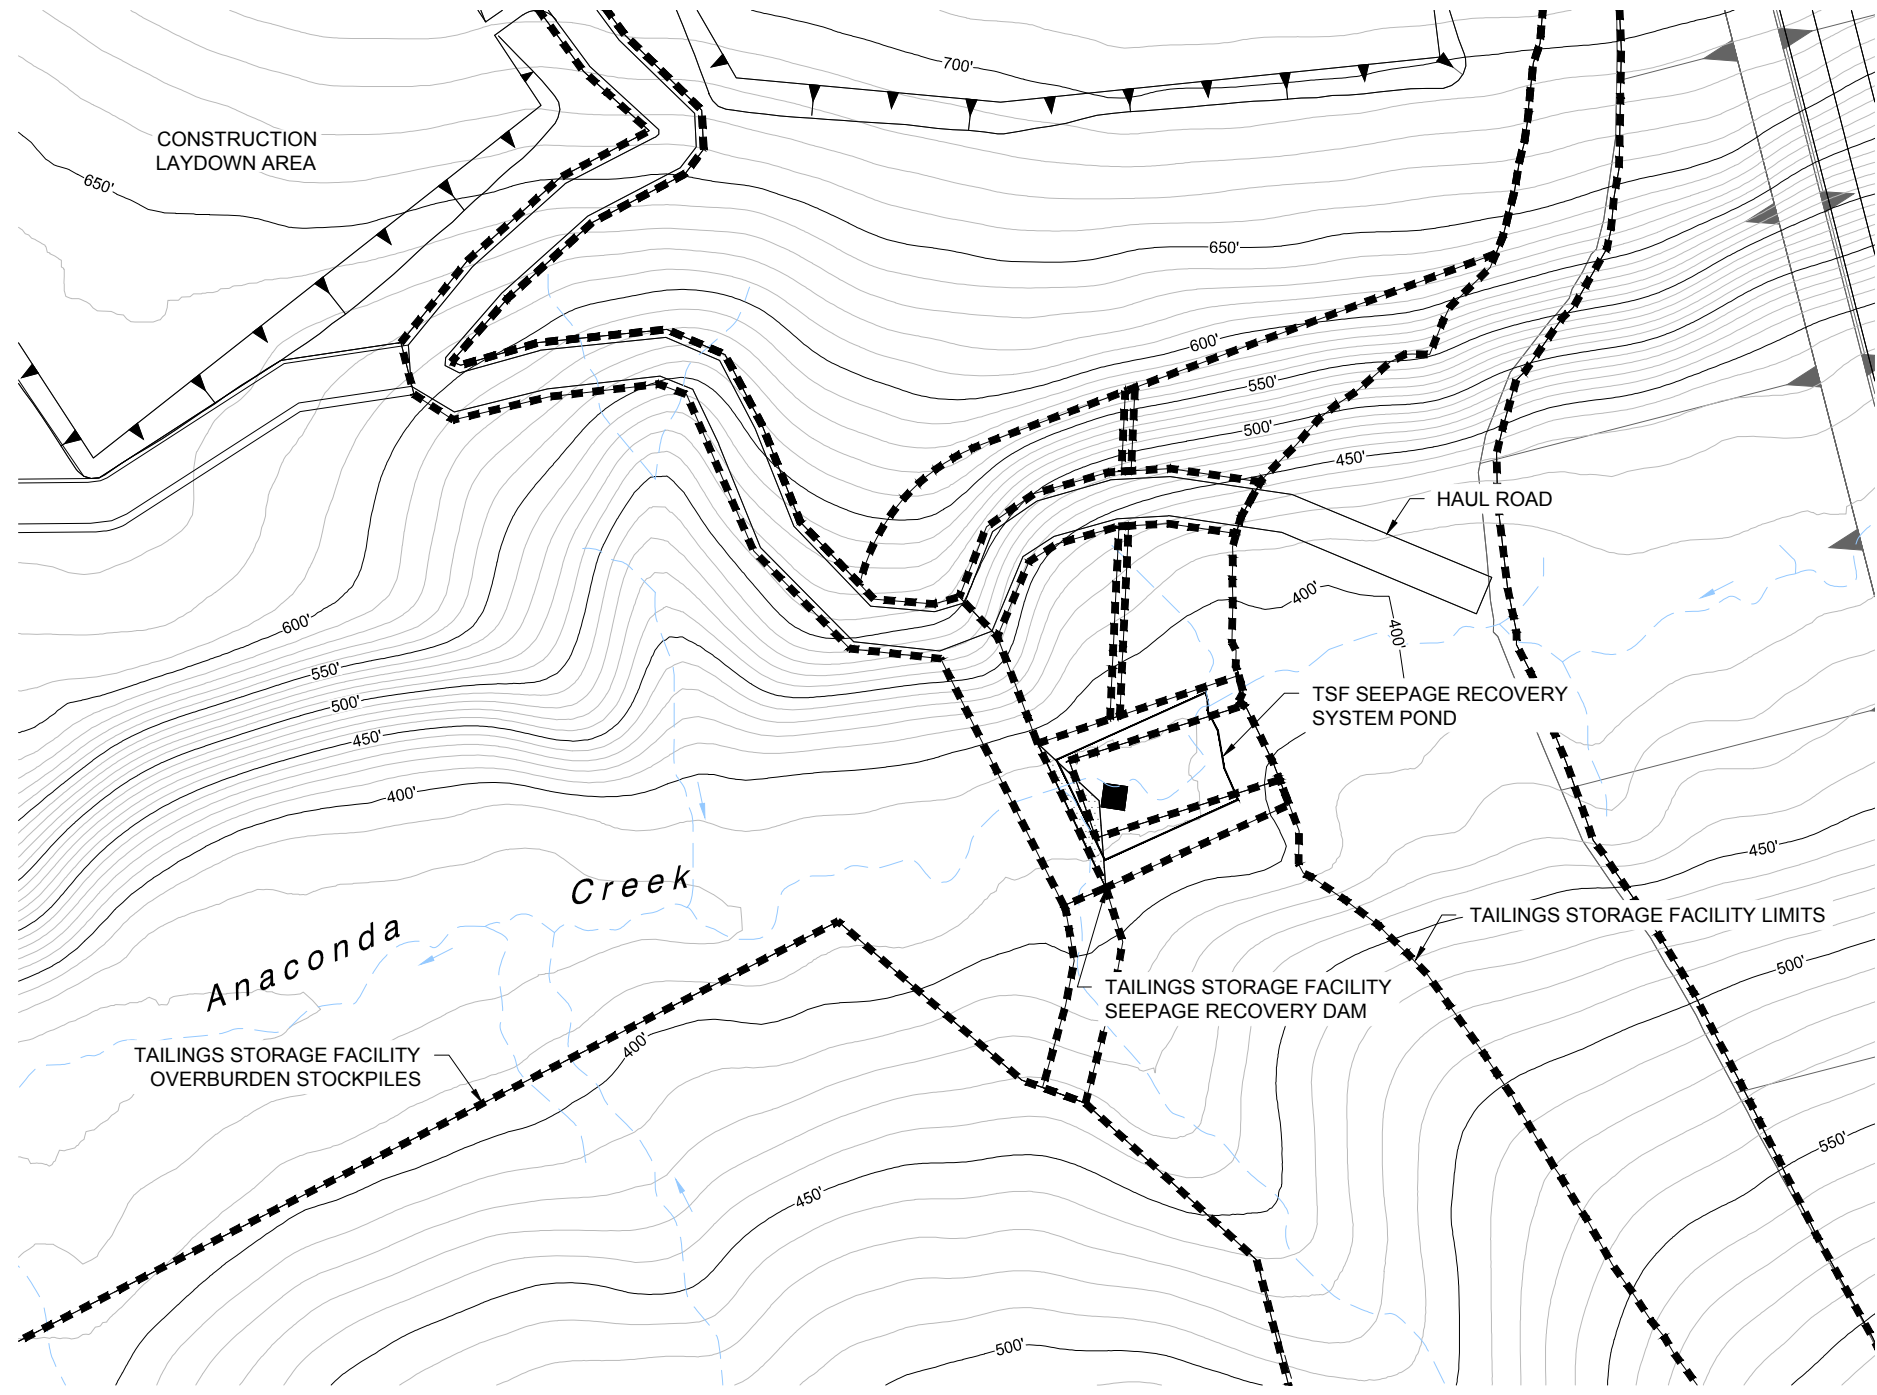 700'
CONSTRUCTION
LAYDOWN AREA
650'
650'
600'
550'
500'
450'
HAUL ROAD
400'
600'
400'
550'
TSF SEEPAGE RECOVERY
SYSTEM POND
500'
450'
400'
450'
Creek
TAILINGS STORAGE FACILITY LIMITS
Anaconda
500'
TAILINGS STORAGE FACILITY
SEEPAGE RECOVERY DAM
400'
TAILINGS STORAGE FACILITY
OVERBURDEN STOCKPILES
550'
450'
500'